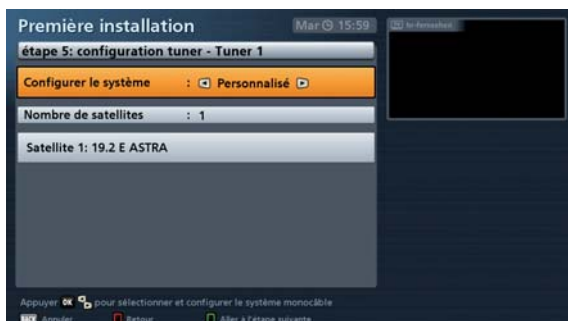 Première installation
Mar 15:59
étape 5: configuration tuner - Tuner 1
Configurer le système : Personnalisé
Nombre de satellites : 1
Satellite 1: 19.2 E ASTRA
Appuyer OK pour sélectionner et configurer le système monocâble
BACK Annuler Retour Aller à l'étape suivante